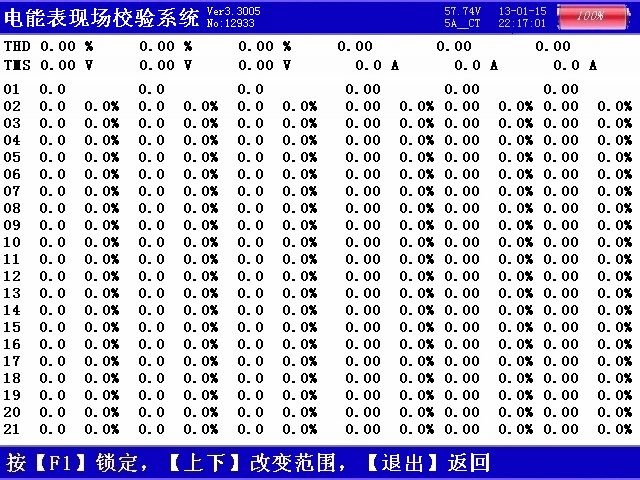 电能表现场校验系统 Ver3.3005 57.74V 13-01-15 100%
No:12933 5A__CT 22:17:01
THD 0.00 % 0.00 % 0.00 % 0.00 0.00 0.00
TMS 0.00 V 0.00 V 0.00 V 0.0 A 0.0 A 0.0 A
01 0.0 0.0 0.0 0.00 0.00 0.00
02 0.0 0.0% 0.0 0.0% 0.0 0.0% 0.00 0.0% 0.00 0.0% 0.00 0.0%
03 0.0 0.0% 0.0 0.0% 0.0 0.0% 0.00 0.0% 0.00 0.0% 0.00 0.0%
04 0.0 0.0% 0.0 0.0% 0.0 0.0% 0.00 0.0% 0.00 0.0% 0.00 0.0%
05 0.0 0.0% 0.0 0.0% 0.0 0.0% 0.00 0.0% 0.00 0.0% 0.00 0.0%
06 0.0 0.0% 0.0 0.0% 0.0 0.0% 0.00 0.0% 0.00 0.0% 0.00 0.0%
07 0.0 0.0% 0.0 0.0% 0.0 0.0% 0.00 0.0% 0.00 0.0% 0.00 0.0%
08 0.0 0.0% 0.0 0.0% 0.0 0.0% 0.00 0.0% 0.00 0.0% 0.00 0.0%
09 0.0 0.0% 0.0 0.0% 0.0 0.0% 0.00 0.0% 0.00 0.0% 0.00 0.0%
10 0.0 0.0% 0.0 0.0% 0.0 0.0% 0.00 0.0% 0.00 0.0% 0.00 0.0%
11 0.0 0.0% 0.0 0.0% 0.0 0.0% 0.00 0.0% 0.00 0.0% 0.00 0.0%
12 0.0 0.0% 0.0 0.0% 0.0 0.0% 0.00 0.0% 0.00 0.0% 0.00 0.0%
13 0.0 0.0% 0.0 0.0% 0.0 0.0% 0.00 0.0% 0.00 0.0% 0.00 0.0%
14 0.0 0.0% 0.0 0.0% 0.0 0.0% 0.00 0.0% 0.00 0.0% 0.00 0.0%
15 0.0 0.0% 0.0 0.0% 0.0 0.0% 0.00 0.0% 0.00 0.0% 0.00 0.0%
16 0.0 0.0% 0.0 0.0% 0.0 0.0% 0.00 0.0% 0.00 0.0% 0.00 0.0%
17 0.0 0.0% 0.0 0.0% 0.0 0.0% 0.00 0.0% 0.00 0.0% 0.00 0.0%
18 0.0 0.0% 0.0 0.0% 0.0 0.0% 0.00 0.0% 0.00 0.0% 0.00 0.0%
19 0.0 0.0% 0.0 0.0% 0.0 0.0% 0.00 0.0% 0.00 0.0% 0.00 0.0%
20 0.0 0.0% 0.0 0.0% 0.0 0.0% 0.00 0.0% 0.00 0.0% 0.00 0.0%
21 0.0 0.0% 0.0 0.0% 0.0 0.0% 0.00 0.0% 0.00 0.0% 0.00 0.0%
按【F1】锁定，【上下】改变范围，【退出】返回